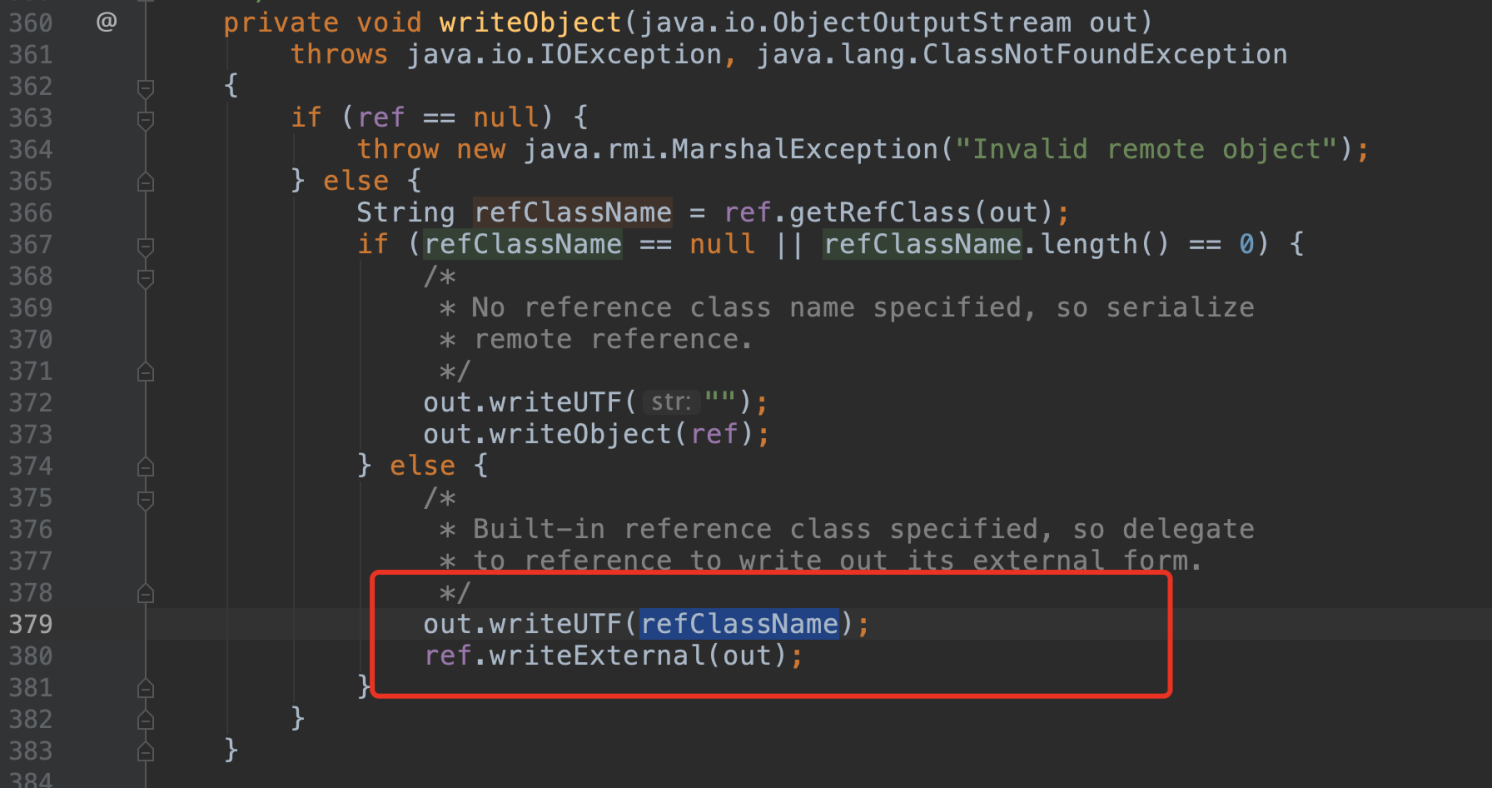 360 @ private void writeObject(java.io.ObjectOutputStream out)
361 throws java.io.IOException, java.lang.ClassNotFoundException
362 {
363 if (ref == null) {
364 throw new java.rmi.MarshalException("Invalid remote object");
365 } else {
366 String refClassName = ref.getRefClass(out);
367 if (refClassName == null || refClassName.length() == 0) {
368 /*
369 * No reference class name specified, so serialize
370 * remote reference.
371 */
372 out.writeUTF( str: "");
373 out.writeObject(ref);
374 } else {
375 /*
376 * Built-in reference class specified, so delegate
377 * to reference to write out its external form.
378 */
379 out.writeUTF(refClassName);
380 ref.writeExternal(out);
381 }
382 }
383 }
384